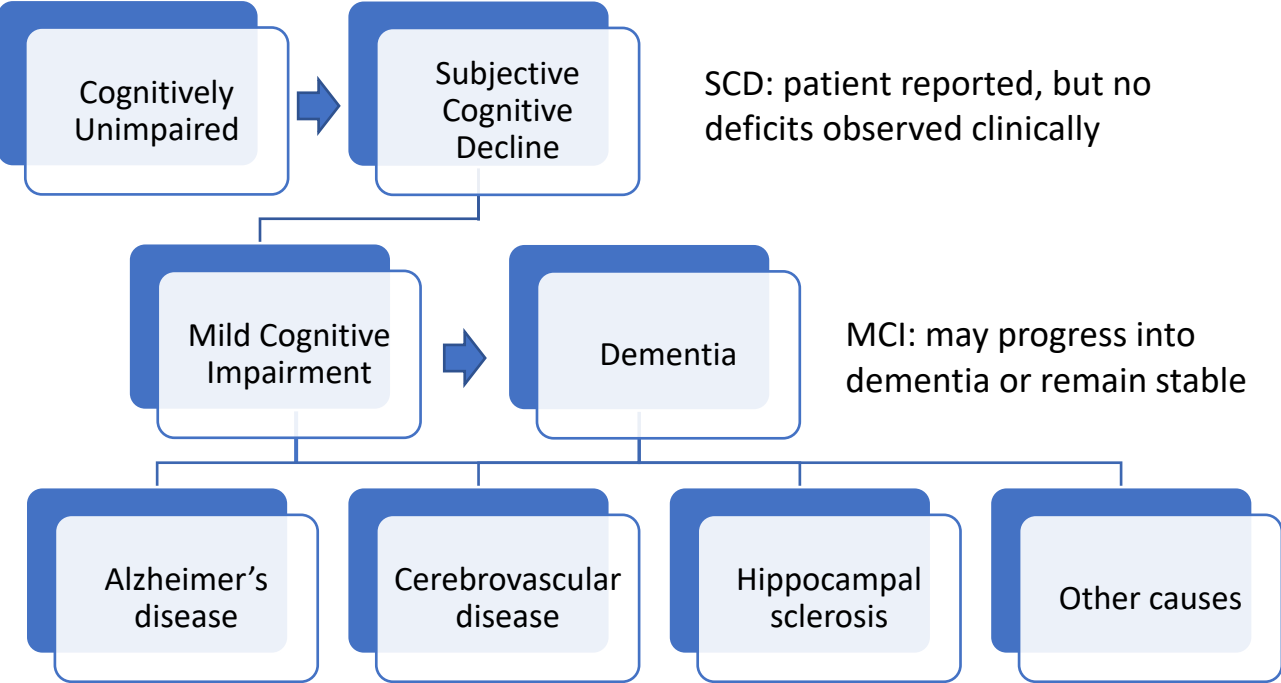 Cognitively
Unimpaired
Subjective
Cognitive
Decline
SCD: patient reported, but no
deficits observed clinically
Mild Cognitive
Impairment
Dementia
MCI: may progress into
dementia or remain stable
Alzheimer’s
disease
Cerebrovascular
disease
Hippocampal
sclerosis
Other causes